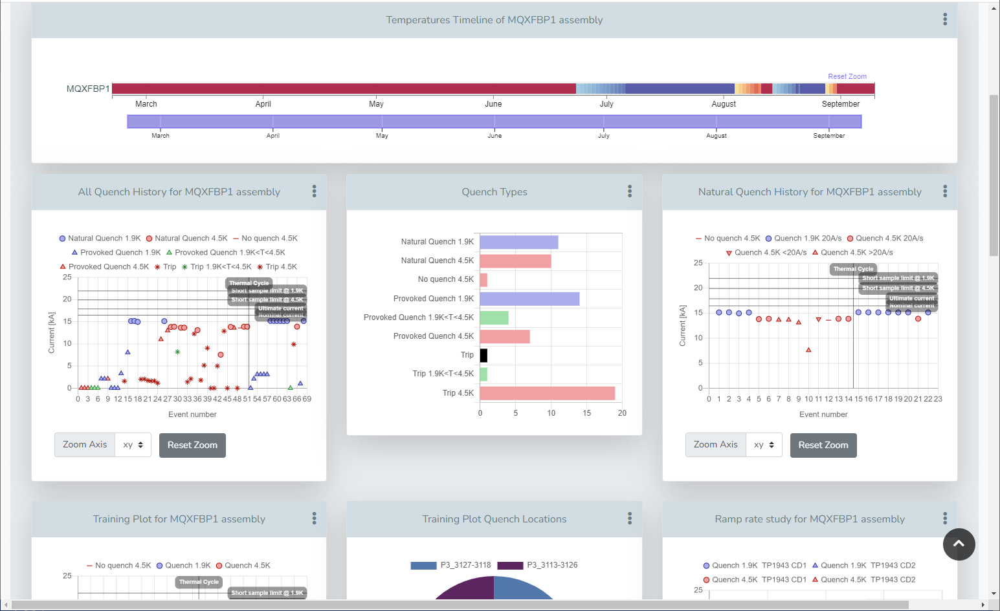 Temperatures Timeline of MQXFBP1 assembly
Reset Zoom
MQXFBP1
March April May June July August September
March April May June July August September
All Quench History for MQXFBP1 assembly
Natural Quench 1.9K Natural Quench 4.5K No quench 4.5K
Provoked Quench 1.9K Provoked Quench 1.9K<T<4.5K
Provoked Quench 4.5K Trip Trip 1.9K<T<4.5K Trip 4.5K
25
Thermal Cycle
Short sample limit @ 1.9K
20
Short sample limit @ 4.5K
Ultimate current
Nominal current
15
10
5
0
Current [kA]
0 3 6 9 12 15 18 21 24 27 30 33 36 39 42 45 48 51 54 57 60 63 66 69
Event number
Zoom Axis xy Reset Zoom
Quench Types
Natural Quench 1.9K
Natural Quench 4.5K
No quench 4.5K
Provoked Quench 1.9K
Provoked Quench 1.9K<T<4.5K
Provoked Quench 4.5K
Trip
Trip 1.9K<T<4.5K
Trip 4.5K
0 5 10 15 20
Natural Quench History for MQXFBP1 assembly
No quench 4.5K Quench 1.9K 20A/s Quench 4.5K 20A/s
Quench 4.5K <20A/s Quench 4.5K >20A/s
25
Thermal Cycle
Short sample limit @ 1.9K
20
Short sample limit @ 4.5K
Ultimate current
Nominal current
15
10
5
0
Current [kA]
0 1 2 3 4 5 6 7 8 9 10 11 12 13 14 15 16 17 18 19 20 21 22 23
Event number
Zoom Axis xy Reset Zoom
Training Plot for MQXFBP1 assembly
No quench 4.5K Quench 1.9K Quench 4.5K
25
Thermal Cycle
Short sample limit @ 1.9K
Training Plot Quench Locations
P3_3127-3118 P3_3113-3126
Ramp rate study for MQXFBP1 assembly
Quench 1.9K TP1943 CD1 Quench 1.9K TP1943 CD2
Quench 4.5K TP1943 CD1 Quench 4.5K TP1943 CD2
25